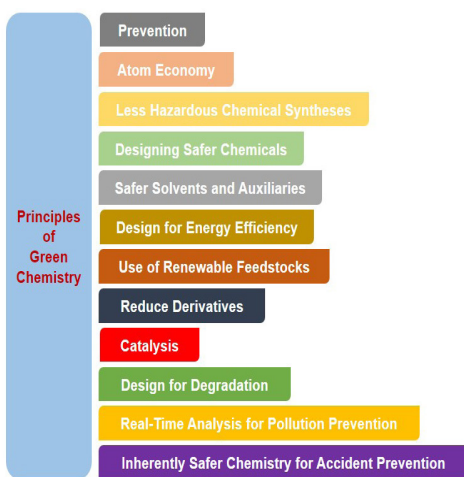 Principles
of
Green
Chemistry
Prevention
Atom Economy
Less Hazardous Chemical Syntheses
Designing Safer Chemicals
Safer Solvents and Auxiliaries
Design for Energy Efficiency
Use of Renewable Feedstocks
Reduce Derivatives
Catalysis
Design for Degradation
Real-Time Analysis for Pollution Prevention
Inherently Safer Chemistry for Accident Prevention